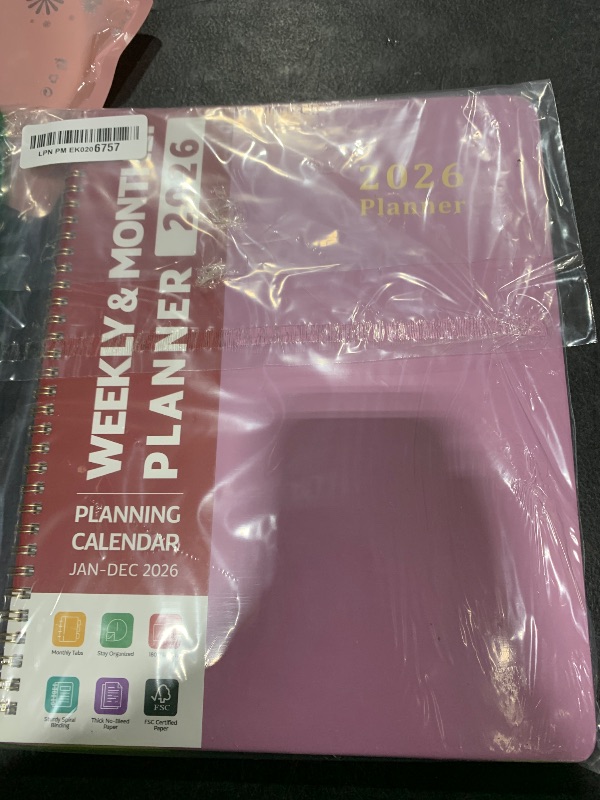 LPN PM EK0206757
2026
Planner
WEEKLY &
PLANNER 2026
PLANNING
CALENDAR
JAN-DEC 2026
Monthly Tabs
Stay Organized
Sturdy Spiral
Binding
Thick No-Bleed
Paper
FSC
FSC Certified
Paper